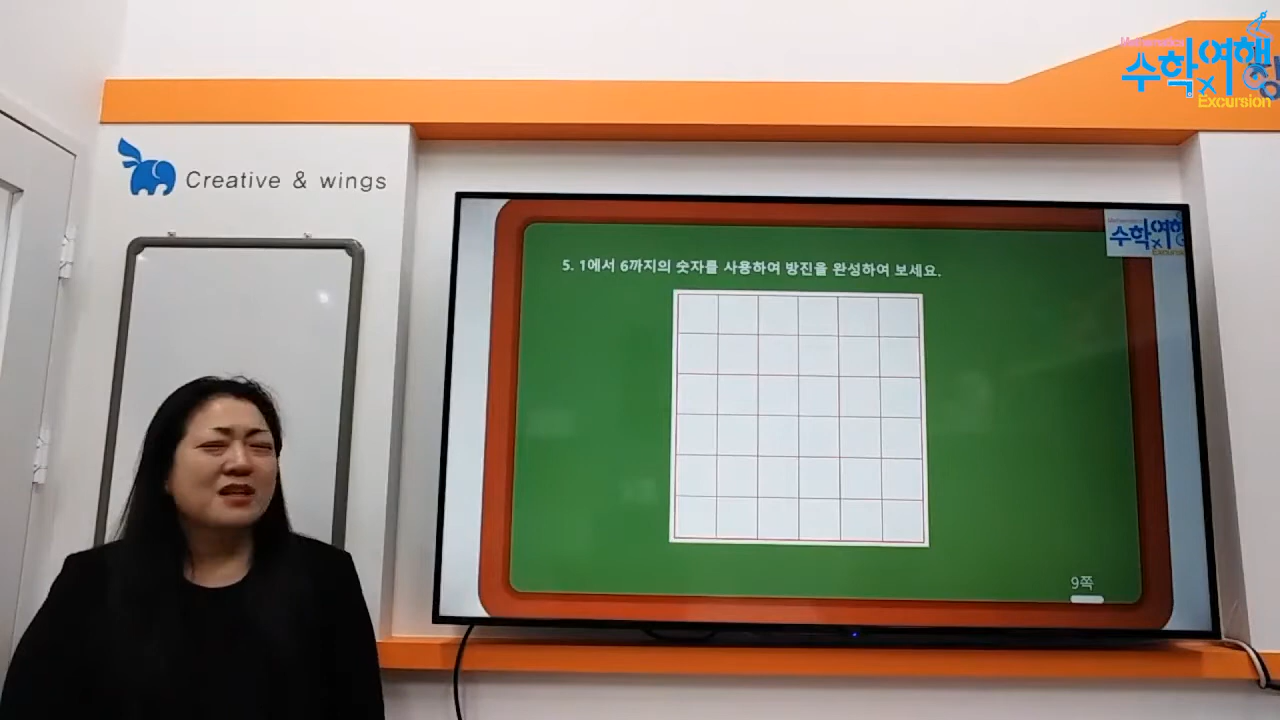 Mathematics
수학여행
x
Excursion
Creative & wings
수학여행
x
5. 1에서 6까지의 숫자를 사용하여 방진을 완성하여 보세요.
9쪽